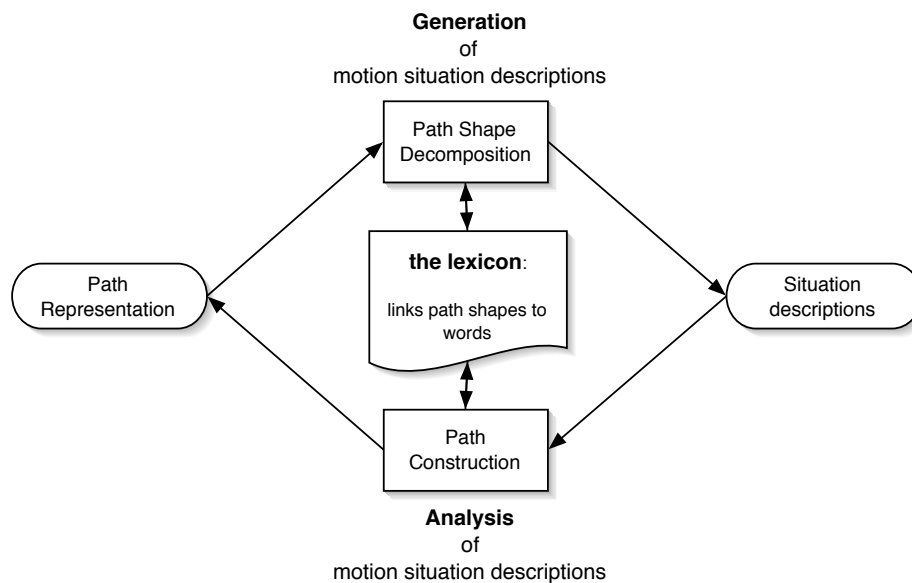 Generation
of
motion situation descriptions
Path Shape
Decomposition
the lexicon:
links path shapes to
words
Path
Representation
Situation
descriptions
Path
Construction
Analysis
of
motion situation descriptions